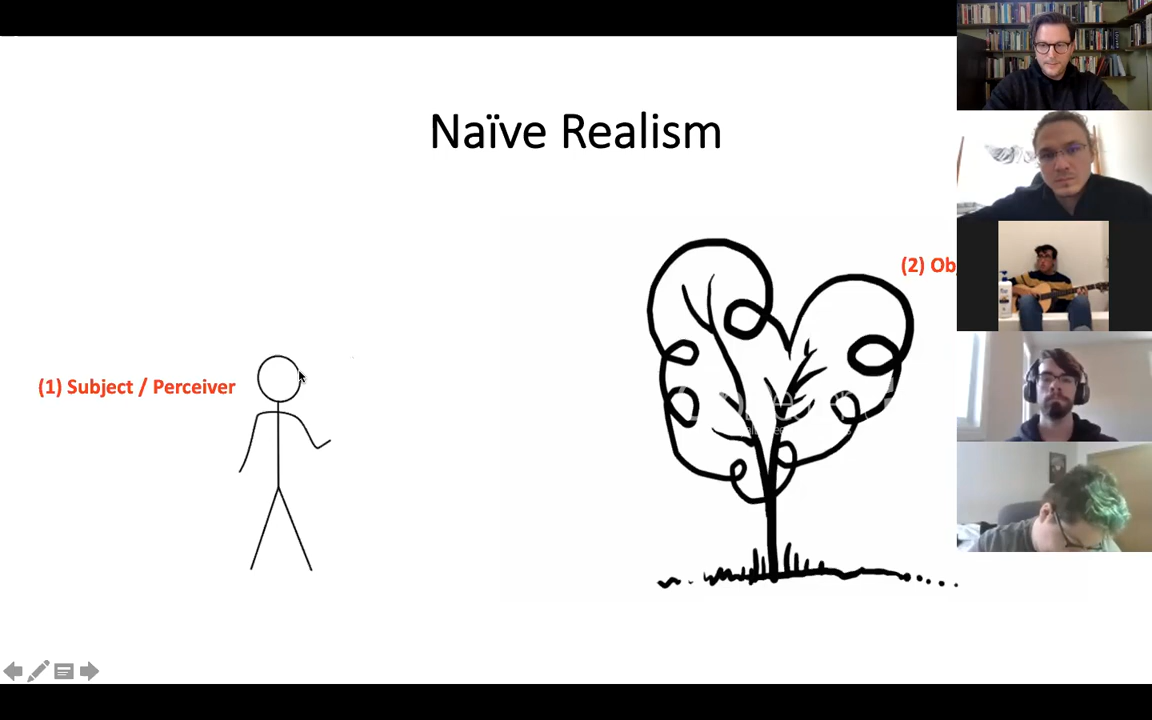 Naïve Realism
(2) Ob
(1) Subject / Perceiver